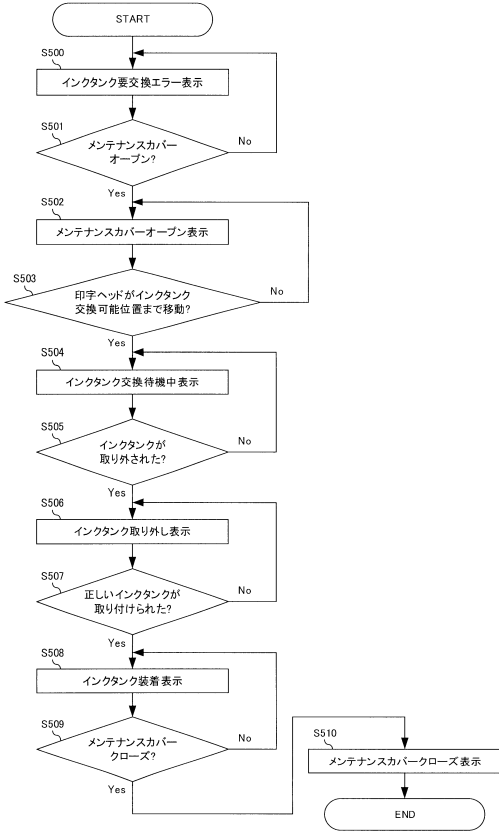 START
S500
インクタンク要交換エラー表示
S501
メンテナンスカバー
オープン?
No
Yes
S502
メンテナンスカバーオープン表示
S503
印字ヘッドがインクタンク
交換可能位置まで移動?
No
Yes
S504
インクタンク交換待機中表示
S505
インクタンクが
取り外された?
No
Yes
S506
インクタンク取り外し表示
S507
正しいインクタンクが
取り付けられた?
No
Yes
S508
インクタンク装着表示
S509
メンテナンスカバー
クローズ?
No
Yes
S510
メンテナンスカバークローズ表示
END